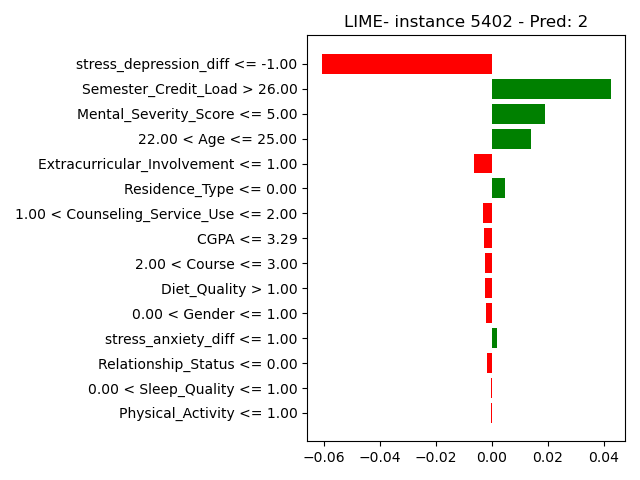 LIME- instance 5402 - Pred: 2
stress_depression_diff <= -1.00
Semester_Credit_Load > 26.00
Mental_Severity_Score <= 5.00
22.00 < Age <= 25.00
Extracurricular_Involvement <= 1.00
Residence_Type <= 0.00
1.00 < Counseling_Service_Use <= 2.00
CGPA <= 3.29
2.00 < Course <= 3.00
Diet_Quality > 1.00
0.00 < Gender <= 1.00
stress_anxiety_diff <= 1.00
Relationship_Status <= 0.00
0.00 < Sleep_Quality <= 1.00
Physical_Activity <= 1.00
−0.06 −0.04 −0.02 0.00 0.02 0.04